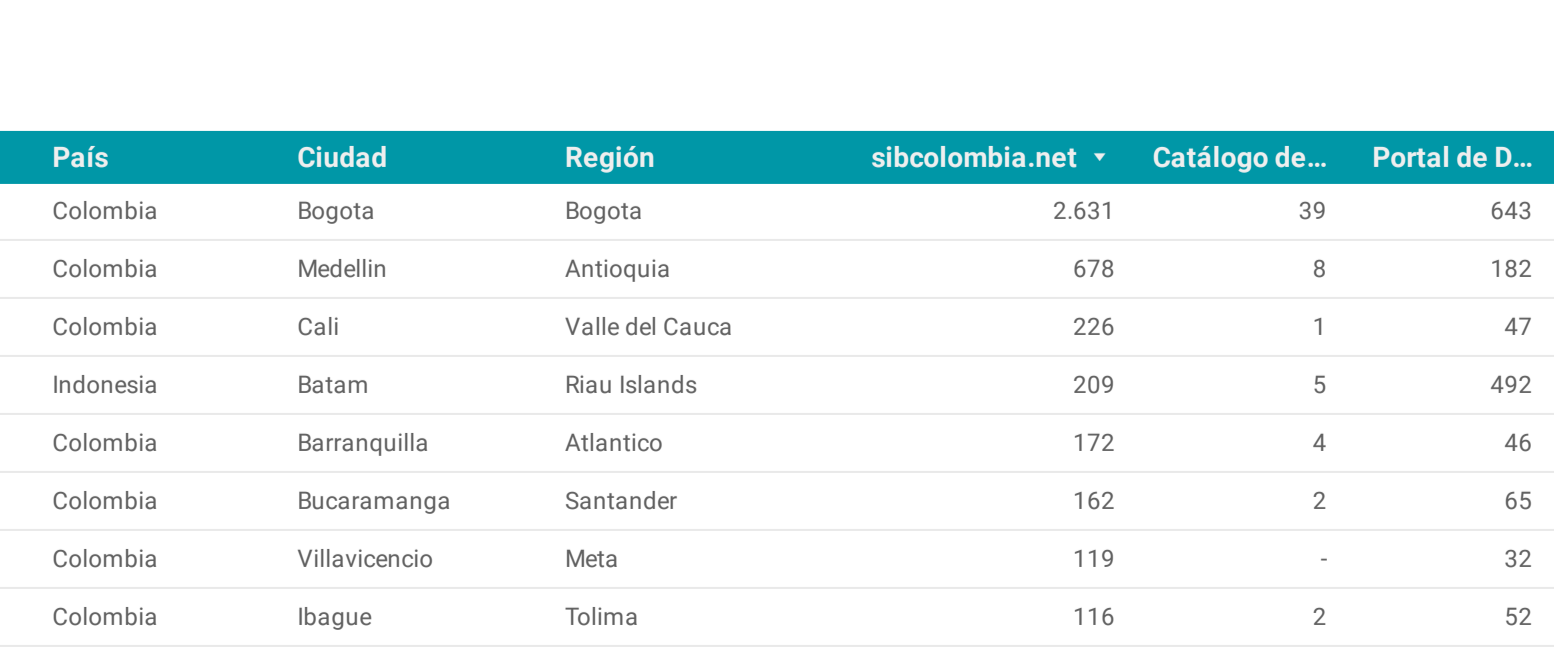 País Ciudad Región sibcolombia.net Catálogo de... Portal de D...
Colombia Bogota Bogota 2.631 39 643
Colombia Medellin Antioquia 678 8 182
Colombia Cali Valle del Cauca 226 1 47
Indonesia Batam Riau Islands 209 5 492
Colombia Barranquilla Atlantico 172 4 46
Colombia Bucaramanga Santander 162 2 65
Colombia Villavicencio Meta 119 - 32
Colombia Ibague Tolima 116 2 52